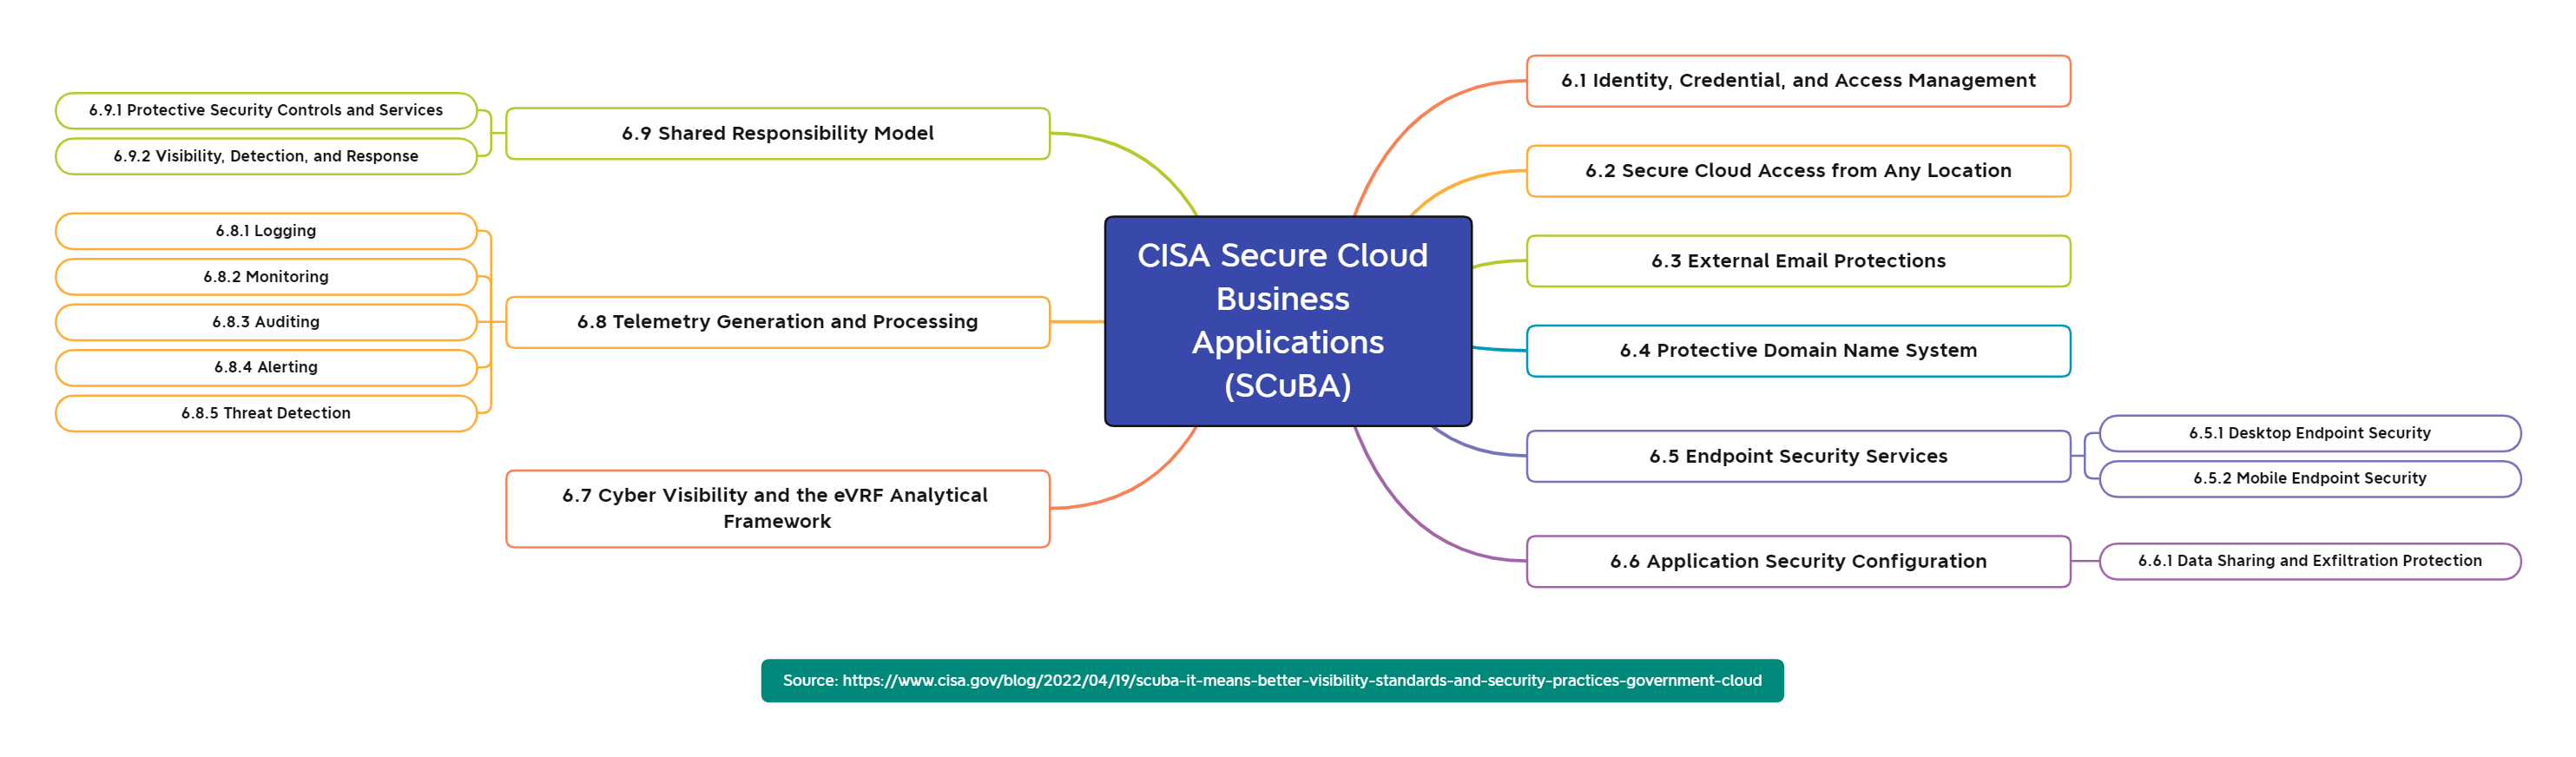 CISA Secure Cloud
Business
Applications
(SCuBA)
6.1 Identity, Credential, and Access Management
6.2 Secure Cloud Access from Any Location
6.3 External Email Protections
6.4 Protective Domain Name System
6.5 Endpoint Security Services
6.5.1 Desktop Endpoint Security
6.5.2 Mobile Endpoint Security
6.6 Application Security Configuration
6.6.1 Data Sharing and Exfiltration Protection
6.7 Cyber Visibility and the eVRF Analytical
Framework
6.8 Telemetry Generation and Processing
6.8.1 Logging
6.8.2 Monitoring
6.8.3 Auditing
6.8.4 Alerting
6.8.5 Threat Detection
6.9 Shared Responsibility Model
6.9.1 Protective Security Controls and Services
6.9.2 Visibility, Detection, and Response
Source: https://www.cisa.gov/blog/2022/04/19/scuba-it-means-better-visibility-standards-and-security-practices-government-cloud